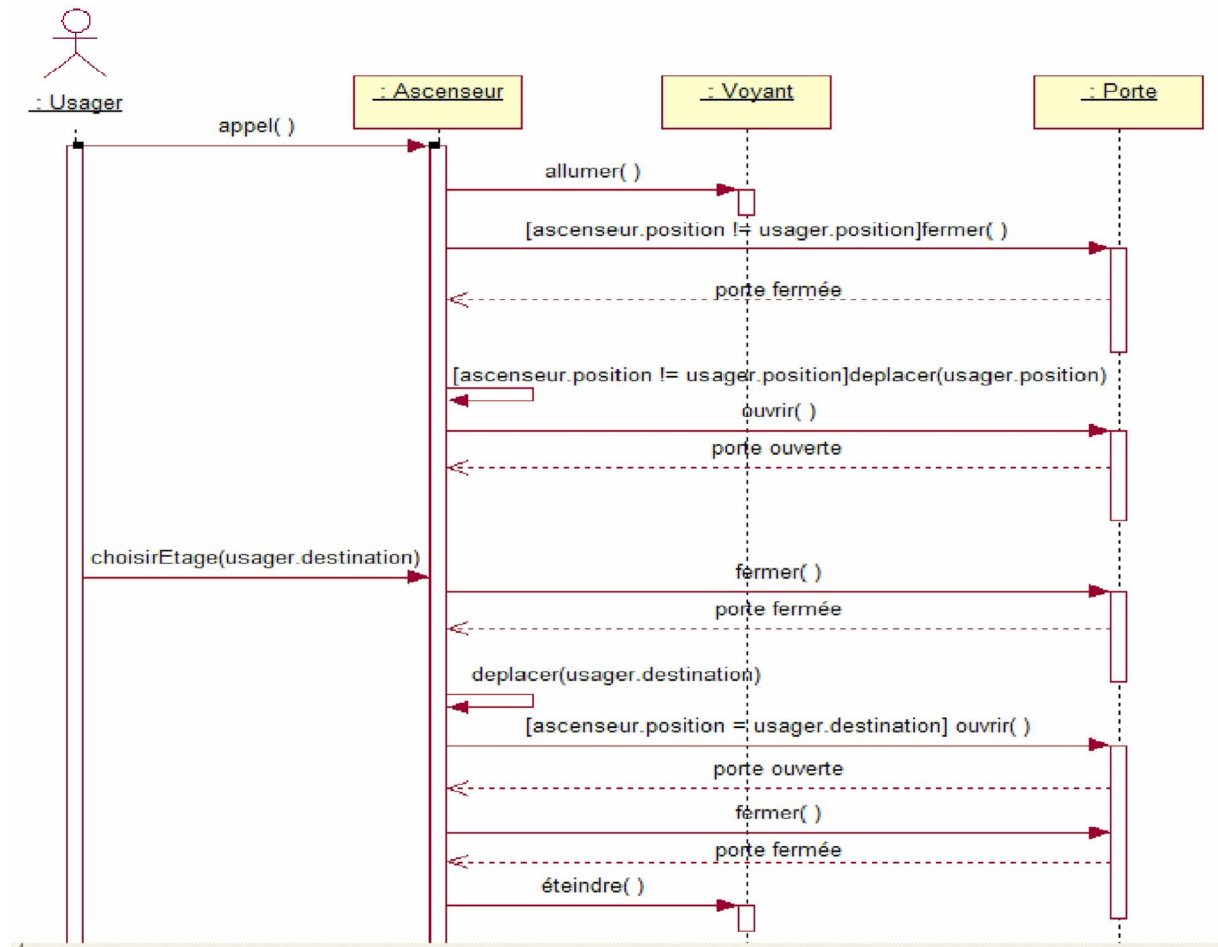 : Usager
: Ascenseur
: Voyant
: Porte
appel( )
allumer( )
[ascenseur.position != usager.position]fermer( )
porte fermée
[ascenseur.position != usager.position]deplacer(usager.position)
ouvrir( )
porte ouverte
choisirEtage(usager.destination)
fermer( )
porte fermée
deplacer(usager.destination)
[ascenseur.position = usager.destination] ouvrir( )
porte ouverte
fermer( )
porte fermée
éteindre( )